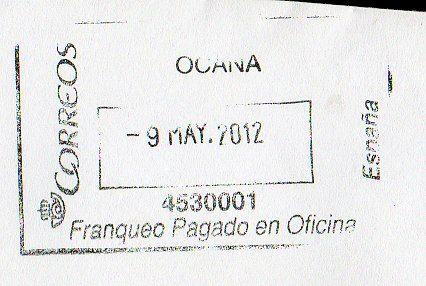 OCAÑA
CORREOS
- 9 MAY. 2012
España
4530001
Franqueo Pagado en Oficina